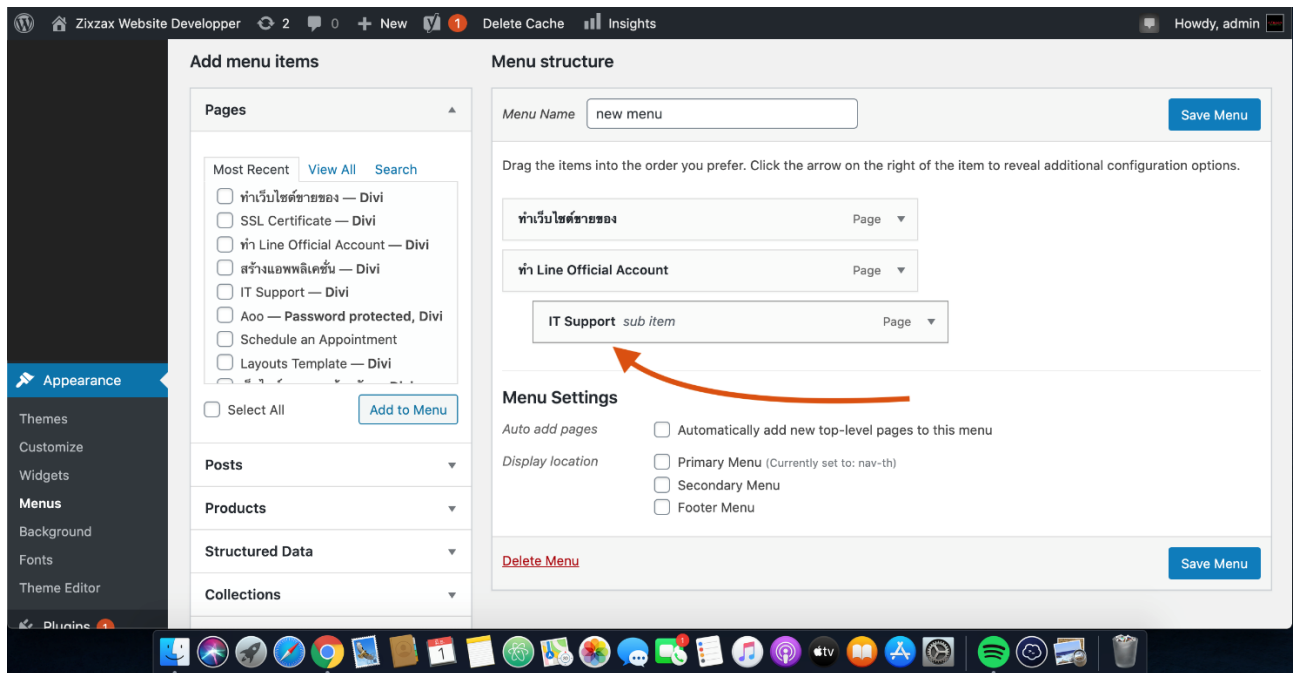 Zixzax Website Developper 2 0 + New 1 Delete Cache Insights Howdy, admin
Add menu items
Pages
Most Recent View All Search
ทำเว็บไซต์ขายของ — Divi
SSL Certificate — Divi
ทำ Line Official Account — Divi
สร้างแอพพลิเคชั่น — Divi
IT Support — Divi
Aoo — Password protected, Divi
Schedule an Appointment
Layouts Template — Divi
Select All Add to Menu
Posts
Products
Structured Data
Collections
Menu structure
Menu Name new menu Save Menu
Drag the items into the order you prefer. Click the arrow on the right of the item to reveal additional configuration options.
ทำเว็บไซต์ขายของ Page
ทำ Line Official Account Page
IT Support sub item Page
Menu Settings
Auto add pages Automatically add new top-level pages to this menu
Display location Primary Menu (Currently set to: nav-th)
Secondary Menu
Footer Menu
Delete Menu Save Menu
Appearance
Themes
Customize
Widgets
Menus
Background
Fonts
Theme Editor
Plugins 1
1
1
tv